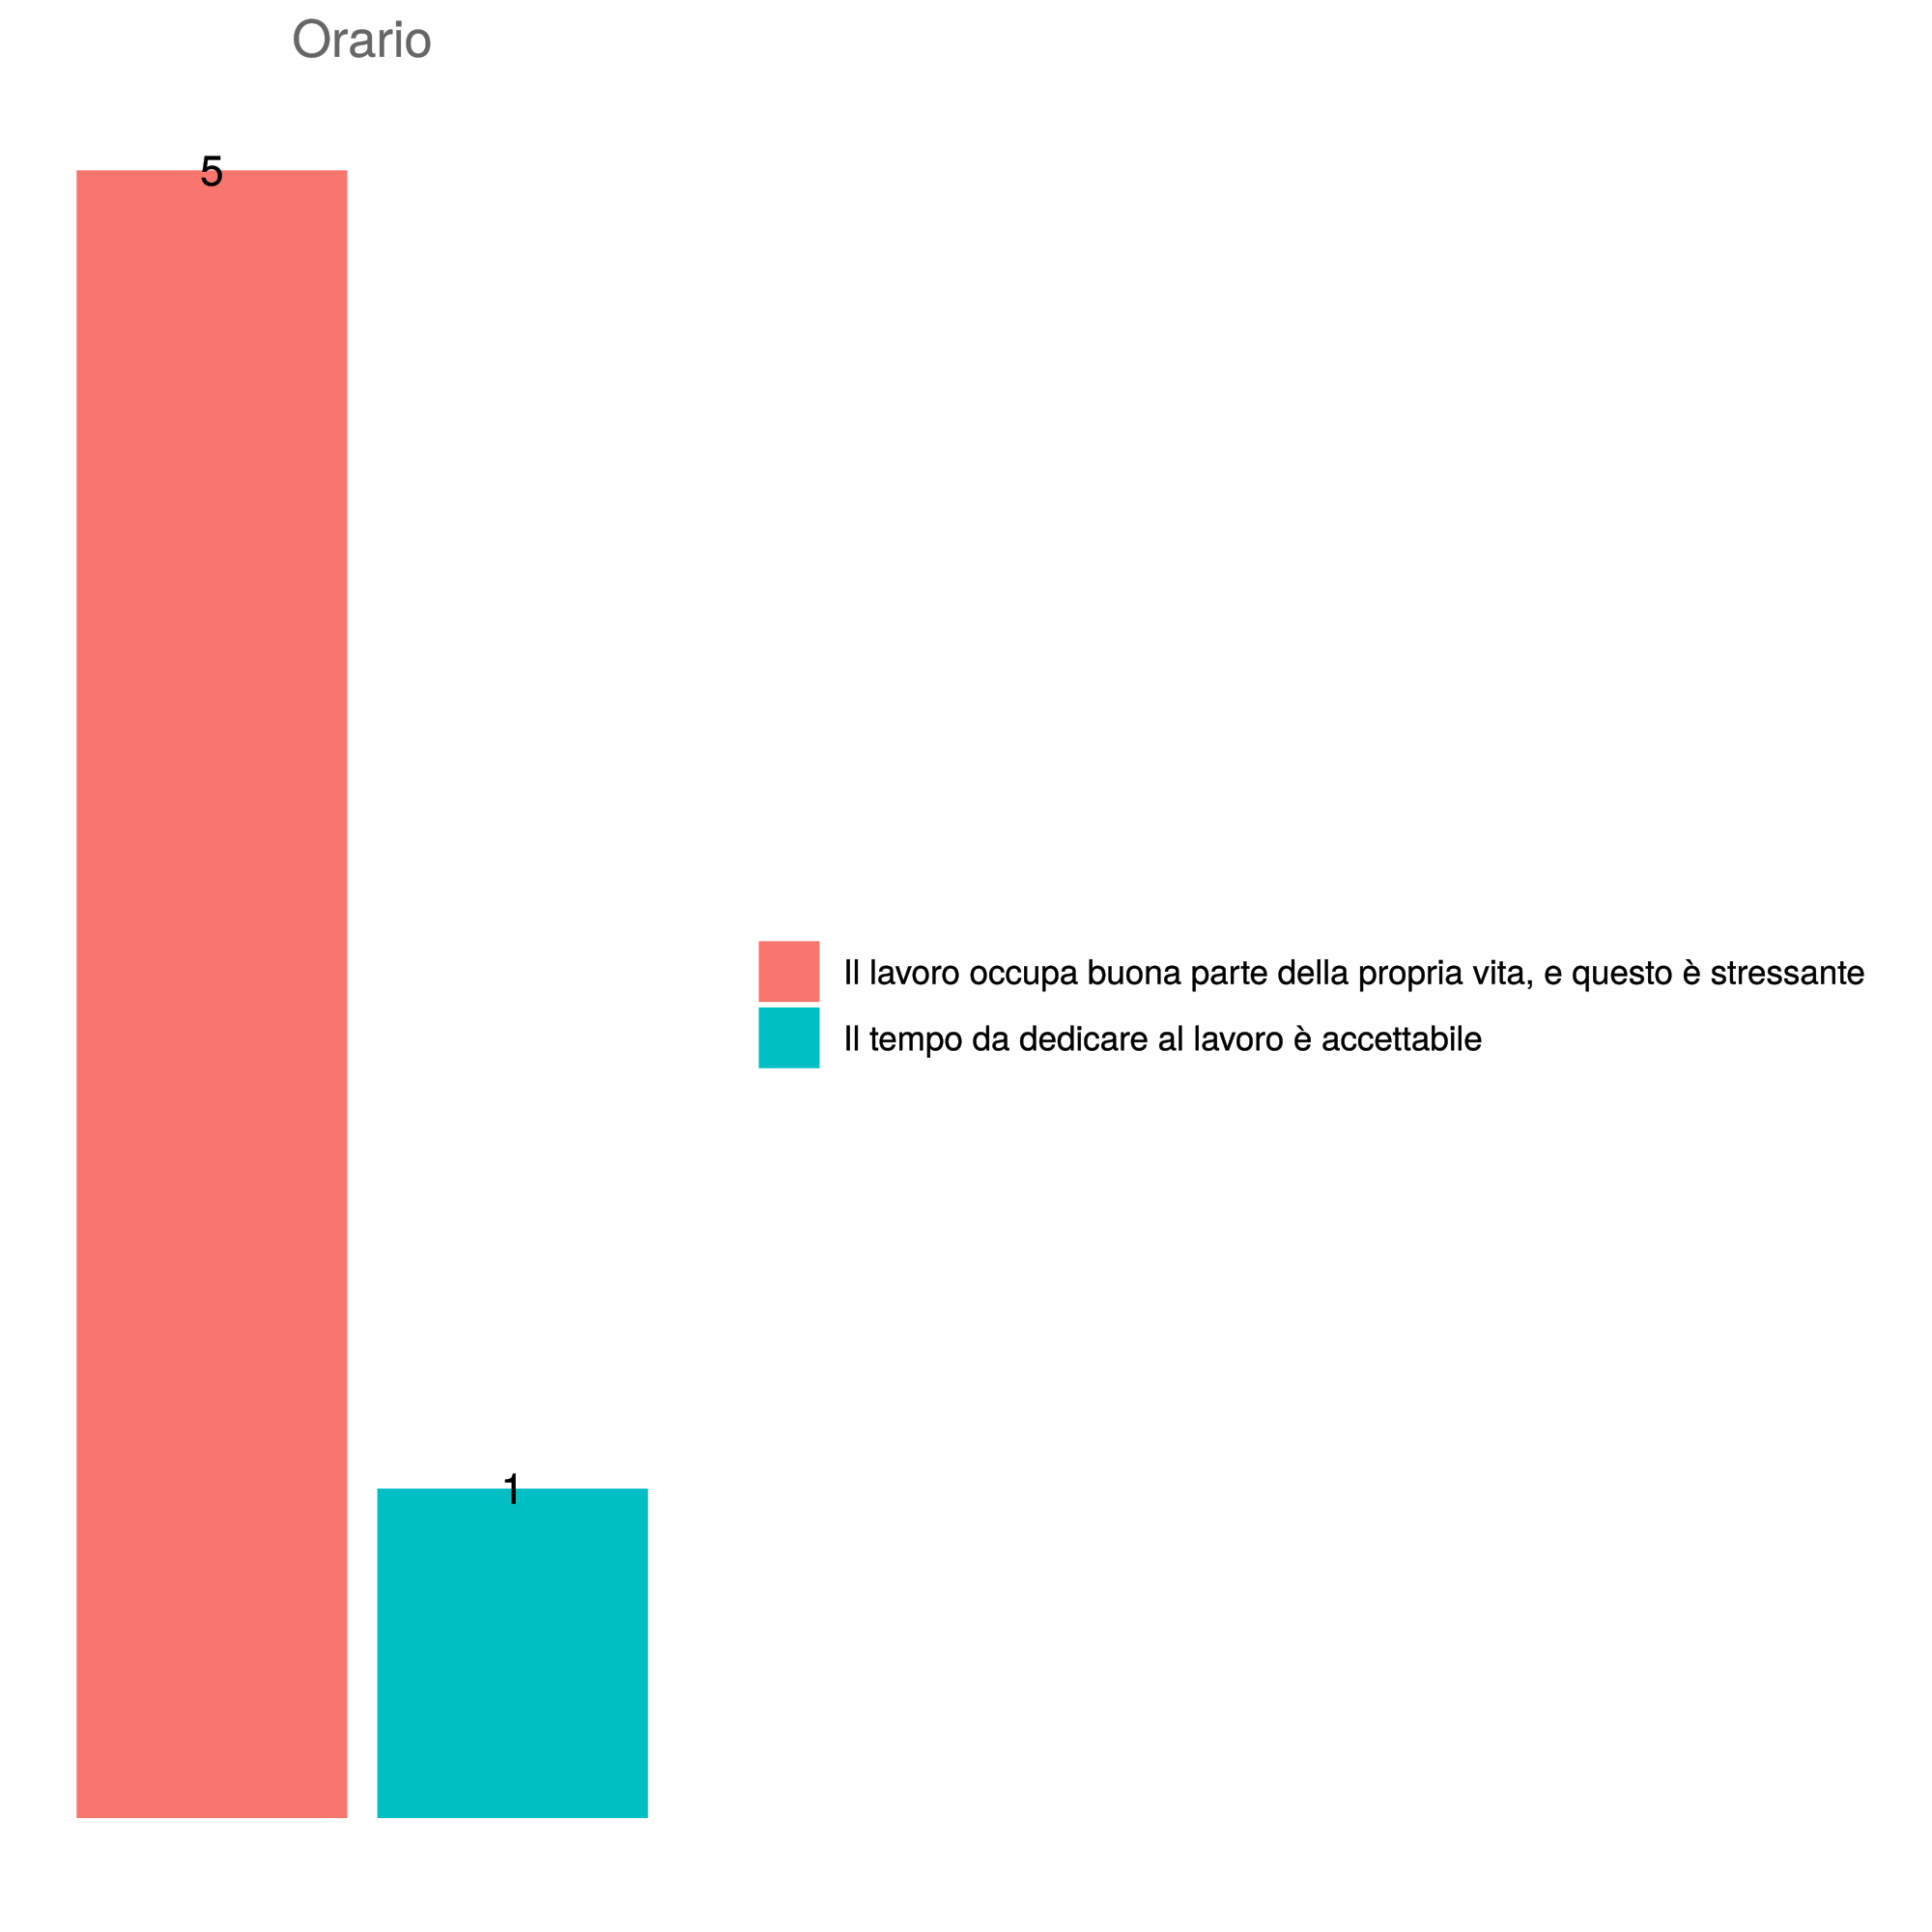 Orario
5
Il lavoro occupa buona parte della propria vita, e questo è stressante
Il tempo da dedicare al lavoro è accettabile
1